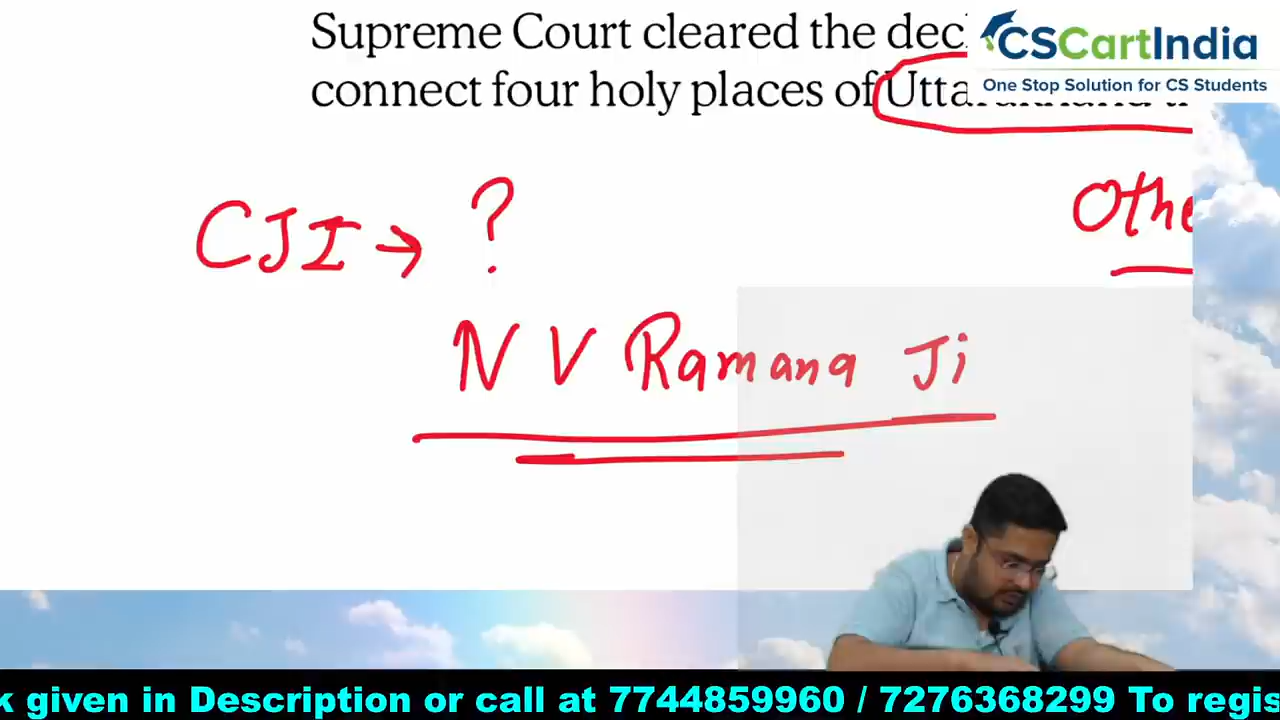 Supreme Court cleared the
CSCartIndia
One Stop Solution for CS Students
connect four holy places of
CJI → ?
Othe
N V Ramana Ji
k given in Description or call at 7744859960 / 7276368299 To regis